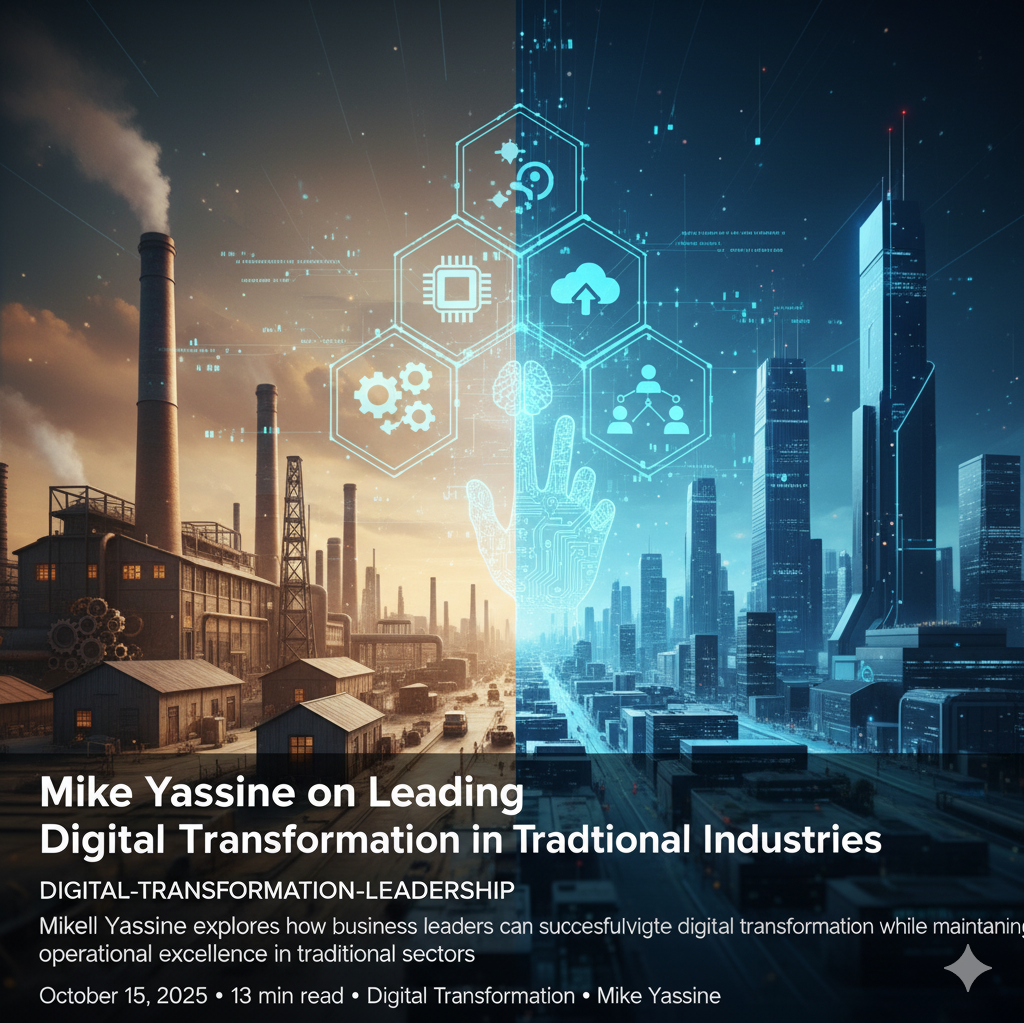 Mike Yassine on Leading
Digital Transformation in Tradtional Industries
DIGITAL-TRANSFORMATION-LEADERSHIP
Mikell Yassine explores how business leaders can succesfulvigte digital transformation while maintaning
operational excellence in traditional sectors
October 15, 2025 • 13 min read • Digital Transformation • Mike Yassine